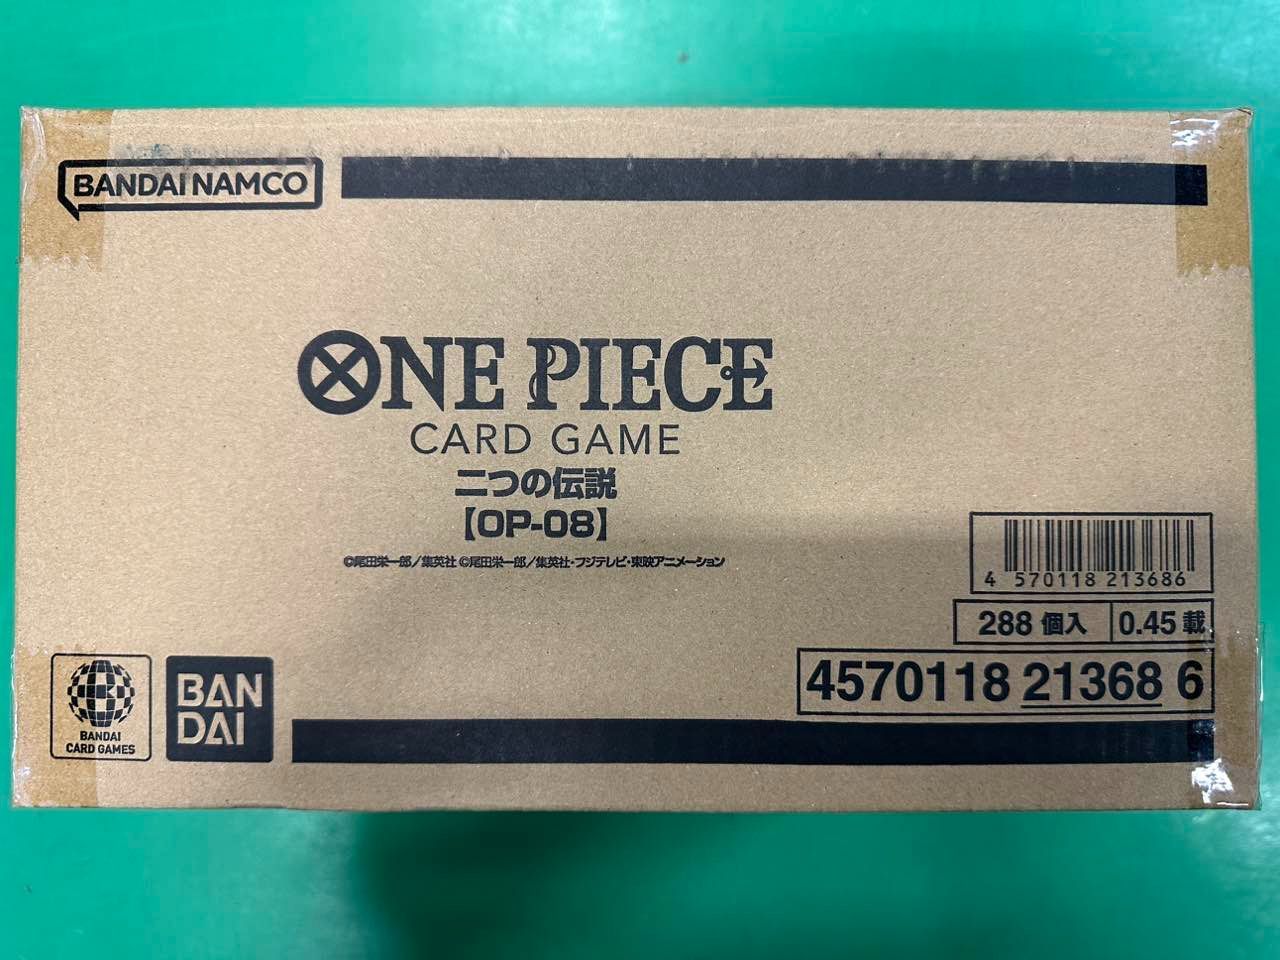 BANDAI NAMCO
ONE PIECE
CARD GAME
二つの伝説
【OP-08】
©尾田栄一郎／集英社 ©尾田栄一郎／集英社・フジテレビ・東映アニメーション
4 570118 213686
288 個入 0.45 載
4570118 21368 6
BANDAI
CARD GAMES
BAN
DAI